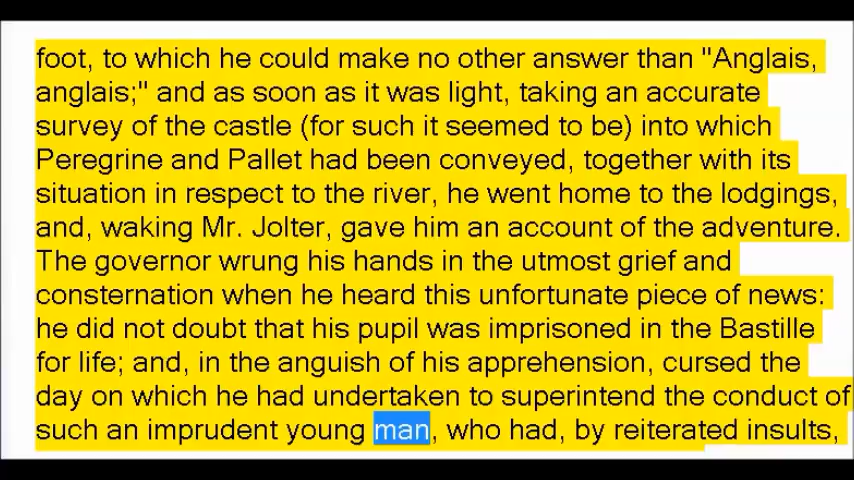 foot, to which he could make no other answer than "Anglais,
anglais;" and as soon as it was light, taking an accurate
survey of the castle (for such it seemed to be) into which
Peregrine and Pallet had been conveyed, together with its
situation in respect to the river, he went home to the lodgings,
and, waking Mr. Jolter, gave him an account of the adventure.
The governor wrung his hands in the utmost grief and
consternation when he heard this unfortunate piece of news:
he did not doubt that his pupil was imprisoned in the Bastille
for life; and, in the anguish of his apprehension, cursed the
day on which he had undertaken to superintend the conduct of
such an imprudent young man, who had, by reiterated insults,